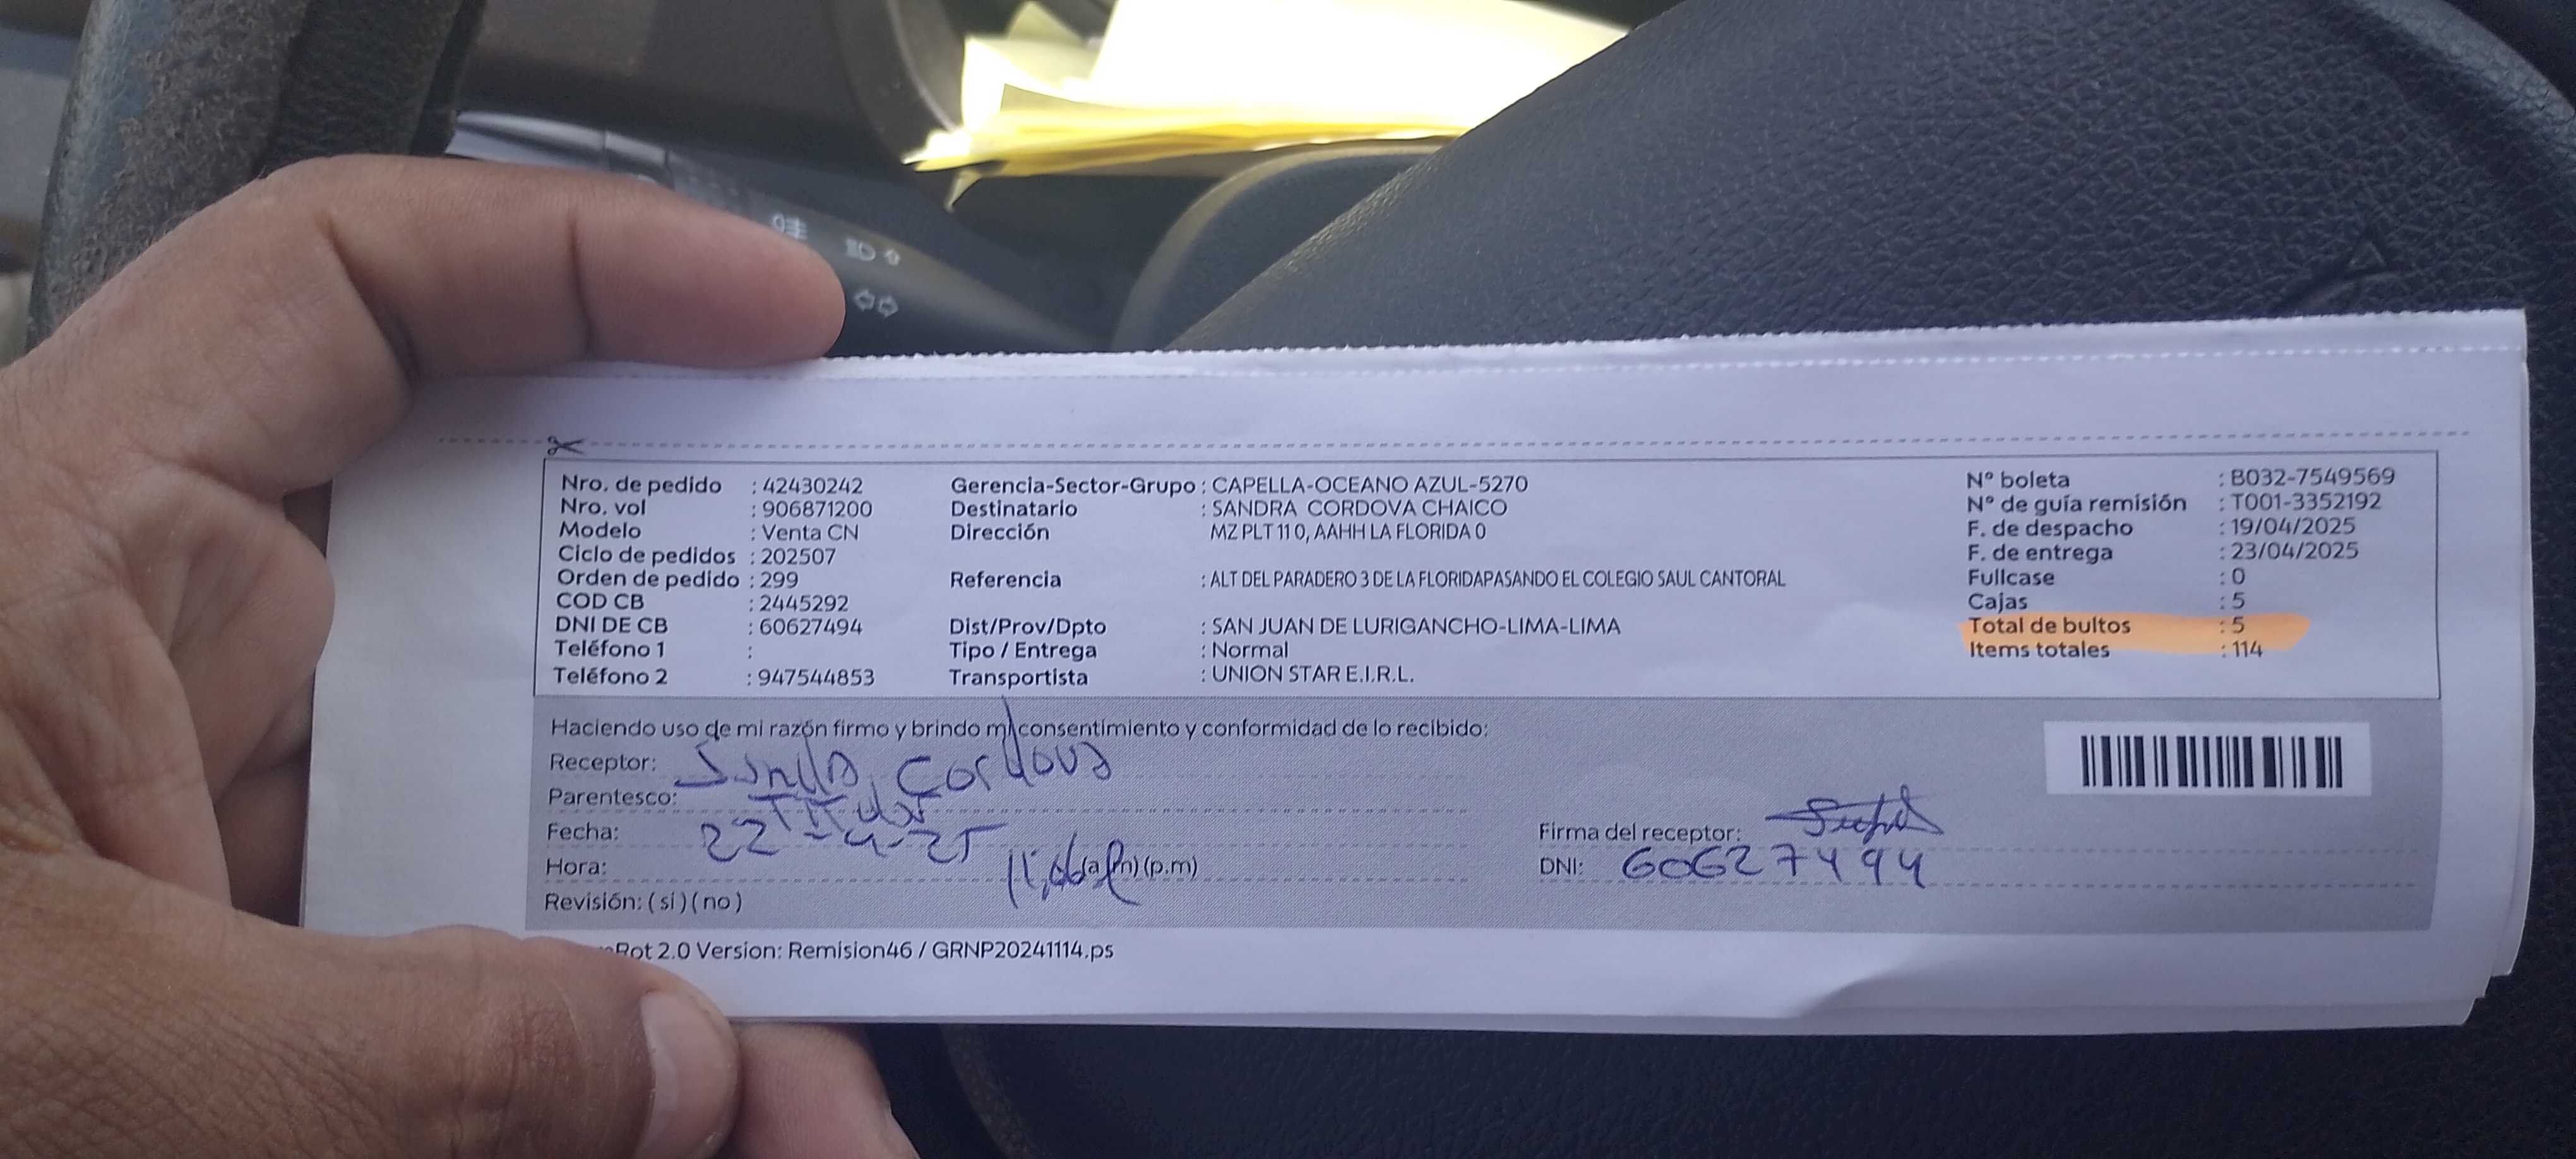 Nro. de pedido : 42430242
Nro. vol : 906871200
Modelo : Venta CN
Ciclo de pedidos : 202507
Orden de pedido : 299
COD CB : 2445292
DNI DE CB : 60627494
Teléfono 1 :
Teléfono 2 : 947544853
Gerencia-Sector-Grupo : CAPELLA-OCEANO AZUL-5270
Destinatario : SANDRA CORDOVA CHAICO
Dirección MZ PLT 11 0, AAHH LA FLORIDA 0
Referencia : ALT DEL PARADERO 3 DE LA FLORIDAPASANDO EL COLEGIO SAUL CANTORAL
Dist/Prov/Dpto : SAN JUAN DE LURIGANCHO-LIMA-LIMA
Tipo / Entrega : Normal
Transportista : UNION STAR E.I.R.L.
N° boleta : B032-7549569
N° de guía remisión : T001-3352192
F. de despacho : 19/04/2025
F. de entrega : 23/04/2025
Fullcase : 0
Cajas : 5
Total de bultos : 5
Items totales : 114
Haciendo uso de mi razón firmo y brindo mi consentimiento y conformidad de lo recibido:
Receptor: Sandra Cordova
Parentesco: Titular
Fecha: 22-4-25
Hora: (a.m) (p.m)
Revisión: ( si ) ( no )
Firma del receptor:
DNI: 60627494
Rot 2.0 Version: Remision46 / GRNP20241114.ps